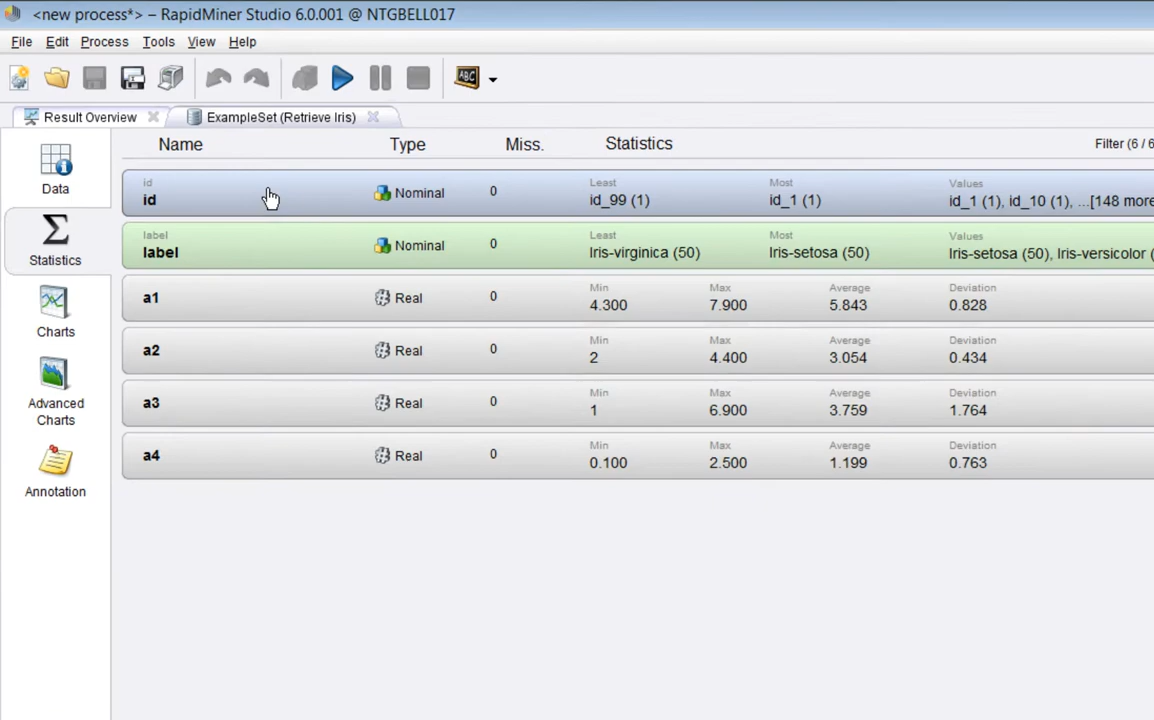 <new process*> – RapidMiner Studio 6.0.001 @ NTGBELL017
File Edit Process Tools View Help
ABC
Result Overview ExampleSet (Retrieve Iris)
Name Type Miss. Statistics Filter (6 / 6
Data
Statistics
Charts
Advanced Charts
Annotation
id Least Most Values
id Nominal 0 id_99 (1) id_1 (1) id_1 (1), id_10 (1), ...[148 more
label Least Most Values
label Nominal 0 Iris-virginica (50) Iris-setosa (50) Iris-setosa (50), Iris-versicolor (
Min Max Average Deviation
a1 Real 0 4.300 7.900 5.843 0.828
Min Max Average Deviation
a2 Real 0 2 4.400 3.054 0.434
Min Max Average Deviation
a3 Real 0 1 6.900 3.759 1.764
Min Max Average Deviation
a4 Real 0 0.100 2.500 1.199 0.763